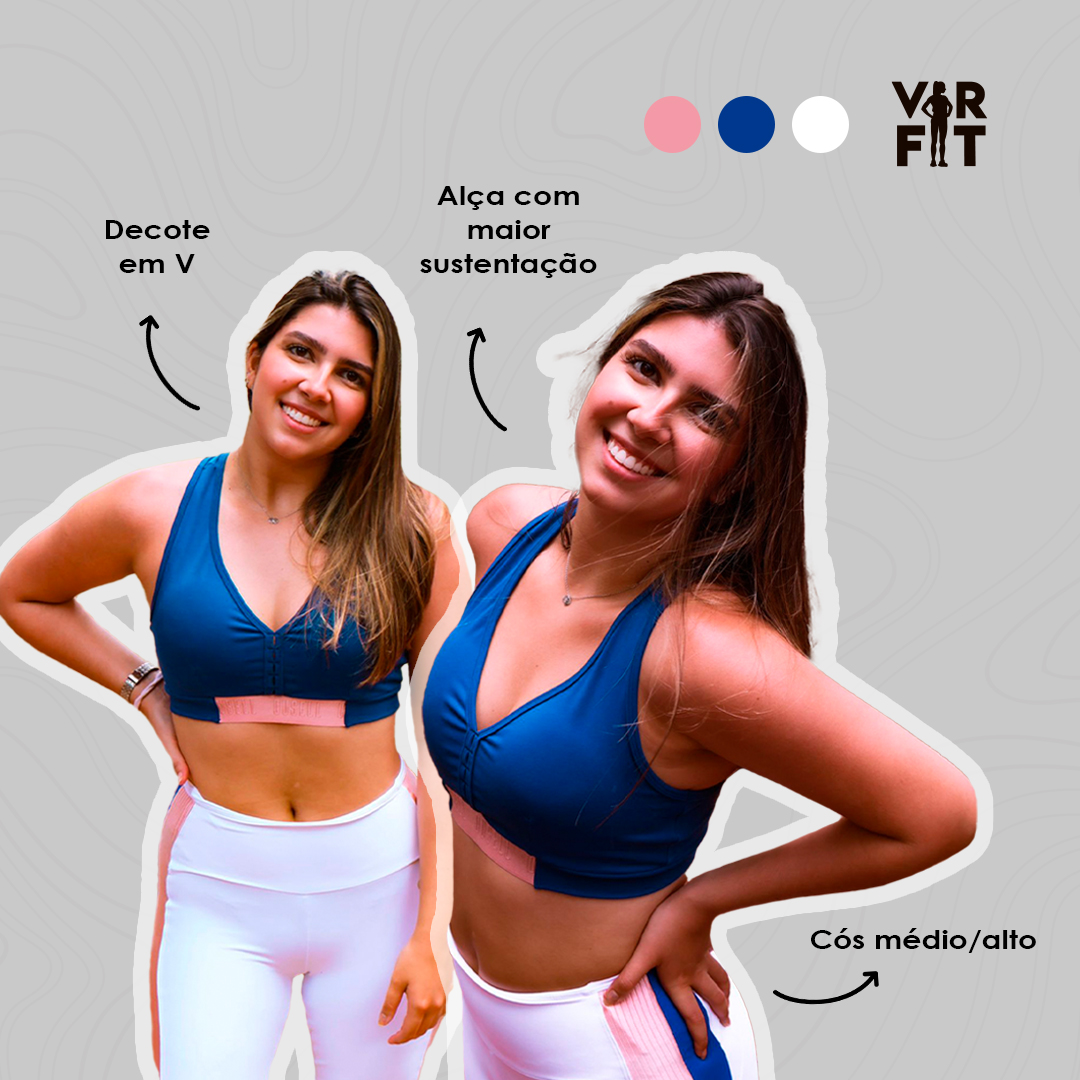 VIR
FIT
Alça com
maior
sustentação
Decote
em V
Cós médio/alto